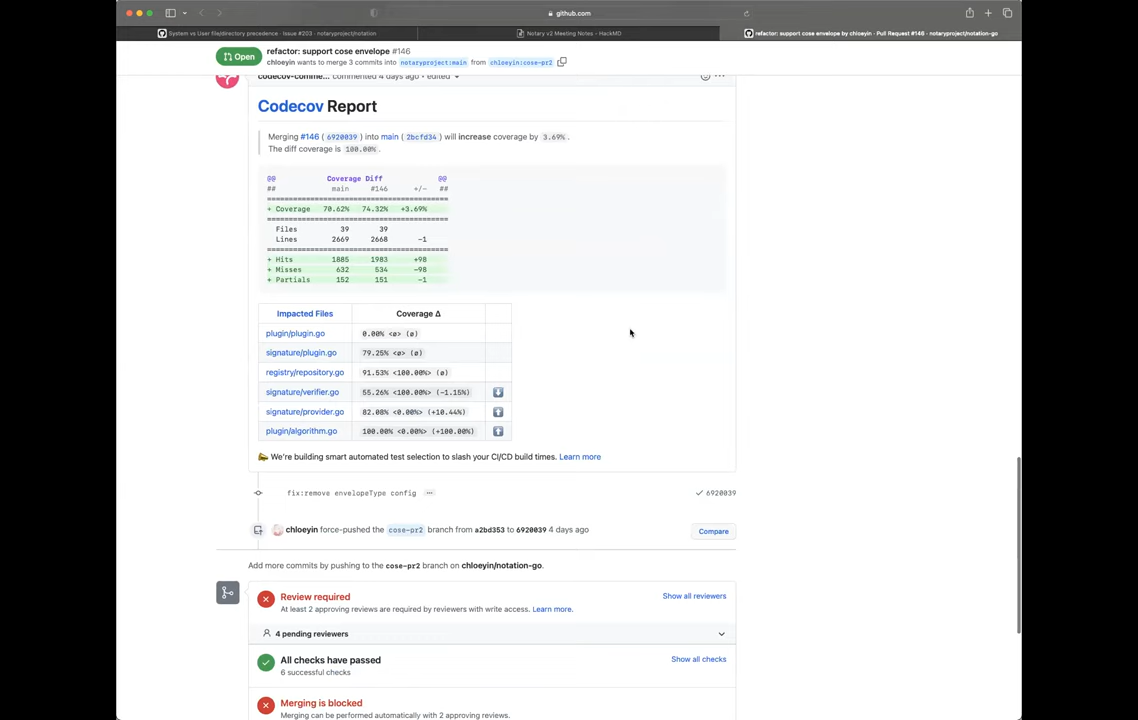 github.com
System vs User file/directory precedence · Issue #203 · notaryproject/notation
Notary v2 Meeting Notes - HackMD
refactor: support cose envelope by chloeyin · Pull Request #146 · notaryproject/notation-go
Open
refactor: support cose envelope #146
chloeyin wants to merge 3 commits into notaryproject:main from chloeyin:cose-pr2
codecov-comme... commented 4 days ago • edited
Codecov Report
Merging #146 ( 6920039 ) into main ( 2bcfd34 ) will increase coverage by 3.69% .
The diff coverage is 100.00% .
@@ Coverage Diff @@
## main #146 +/- ##
===========================================
+ Coverage 70.62% 74.32% +3.69%
===========================================
Files 39 39
Lines 2669 2668 -1
===========================================
+ Hits 1885 1983 +98
+ Misses 632 534 -98
+ Partials 152 151 -1
Impacted Files Coverage Δ
plugin/plugin.go 0.00% <ø> (ø)
signature/plugin.go 79.25% <ø> (ø)
registry/repository.go 91.53% <100.00%> (ø)
signature/verifier.go 55.26% <100.00%> (-1.15%) ⬇️
signature/provider.go 82.08% <0.00%> (+10.44%) ⬆️
plugin/algorithm.go 100.00% <0.00%> (+100.00%) ⬆️
We're building smart automated test selection to slash your CI/CD build times. Learn more
fix:remove envelopeType config ... ✓ 6920039
chloeyin force-pushed the cose-pr2 branch from a2bd353 to 6920039 4 days ago
Compare
Add more commits by pushing to the cose-pr2 branch on chloeyin/notation-go.
Review required
Show all reviewers
At least 2 approving reviews are required by reviewers with write access. Learn more.
4 pending reviewers
All checks have passed
Show all checks
6 successful checks
Merging is blocked
Merging can be performed automatically with 2 approving reviews.